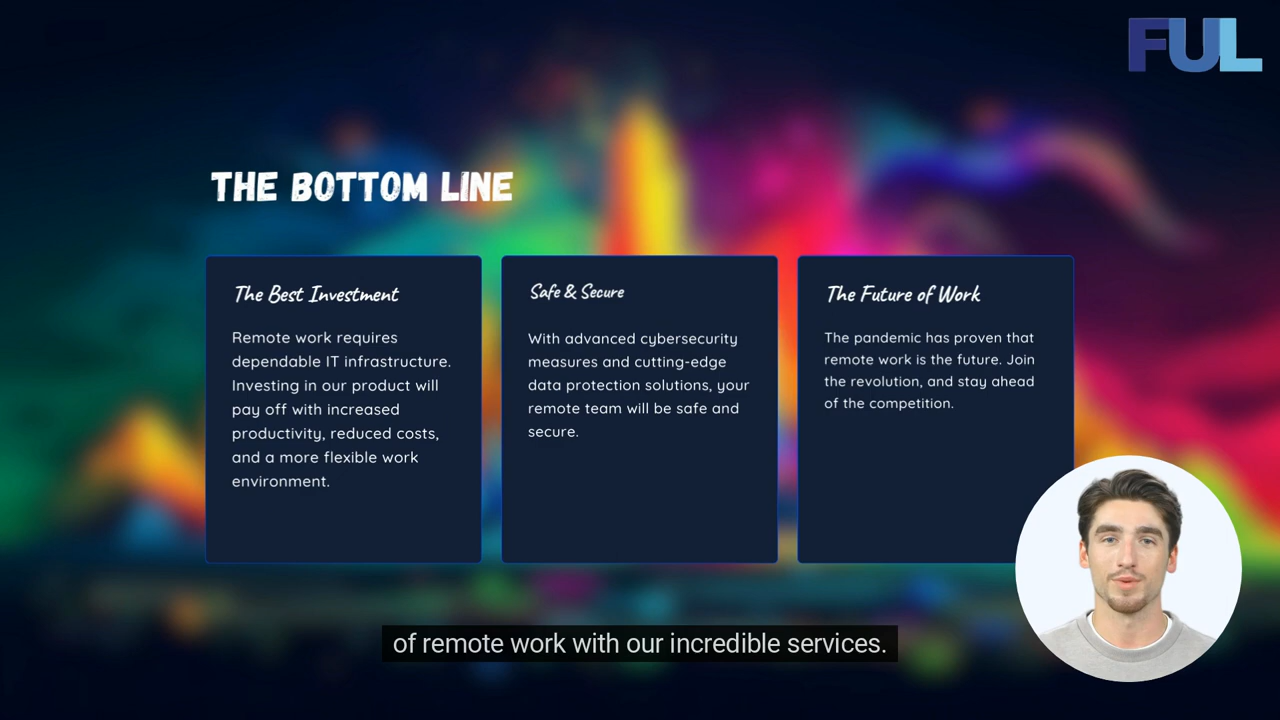 FUL
THE BOTTOM LINE
The Best Investment
Remote work requires
dependable IT infrastructure.
Investing in our product will
pay off with increased
productivity, reduced costs,
and a more flexible work
environment.
Safe & Secure
With advanced cybersecurity
measures and cutting-edge
data protection solutions, your
remote team will be safe and
secure.
The Future of Work
The pandemic has proven that
remote work is the future. Join
the revolution, and stay ahead
of the competition.
of remote work with our incredible services.